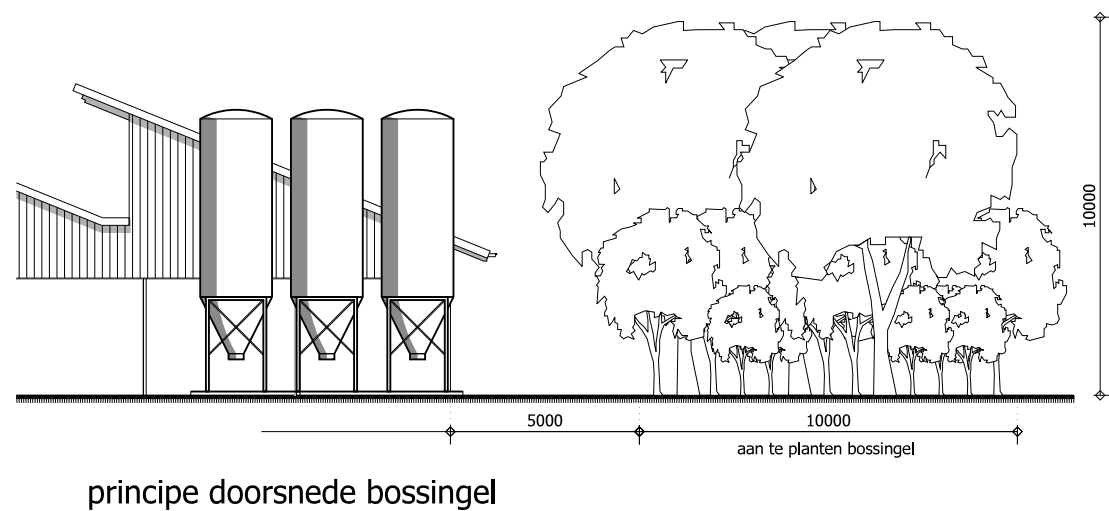 10000
5000
10000
aan te planten bossingel
principe doorsnede bossingel